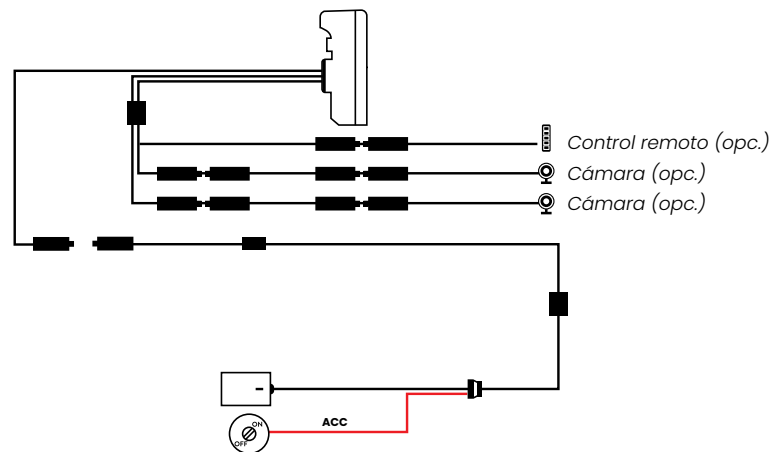 Control remoto (opc.)
Cámara (opc.)
Cámara (opc.)
ACC
ON
OFF